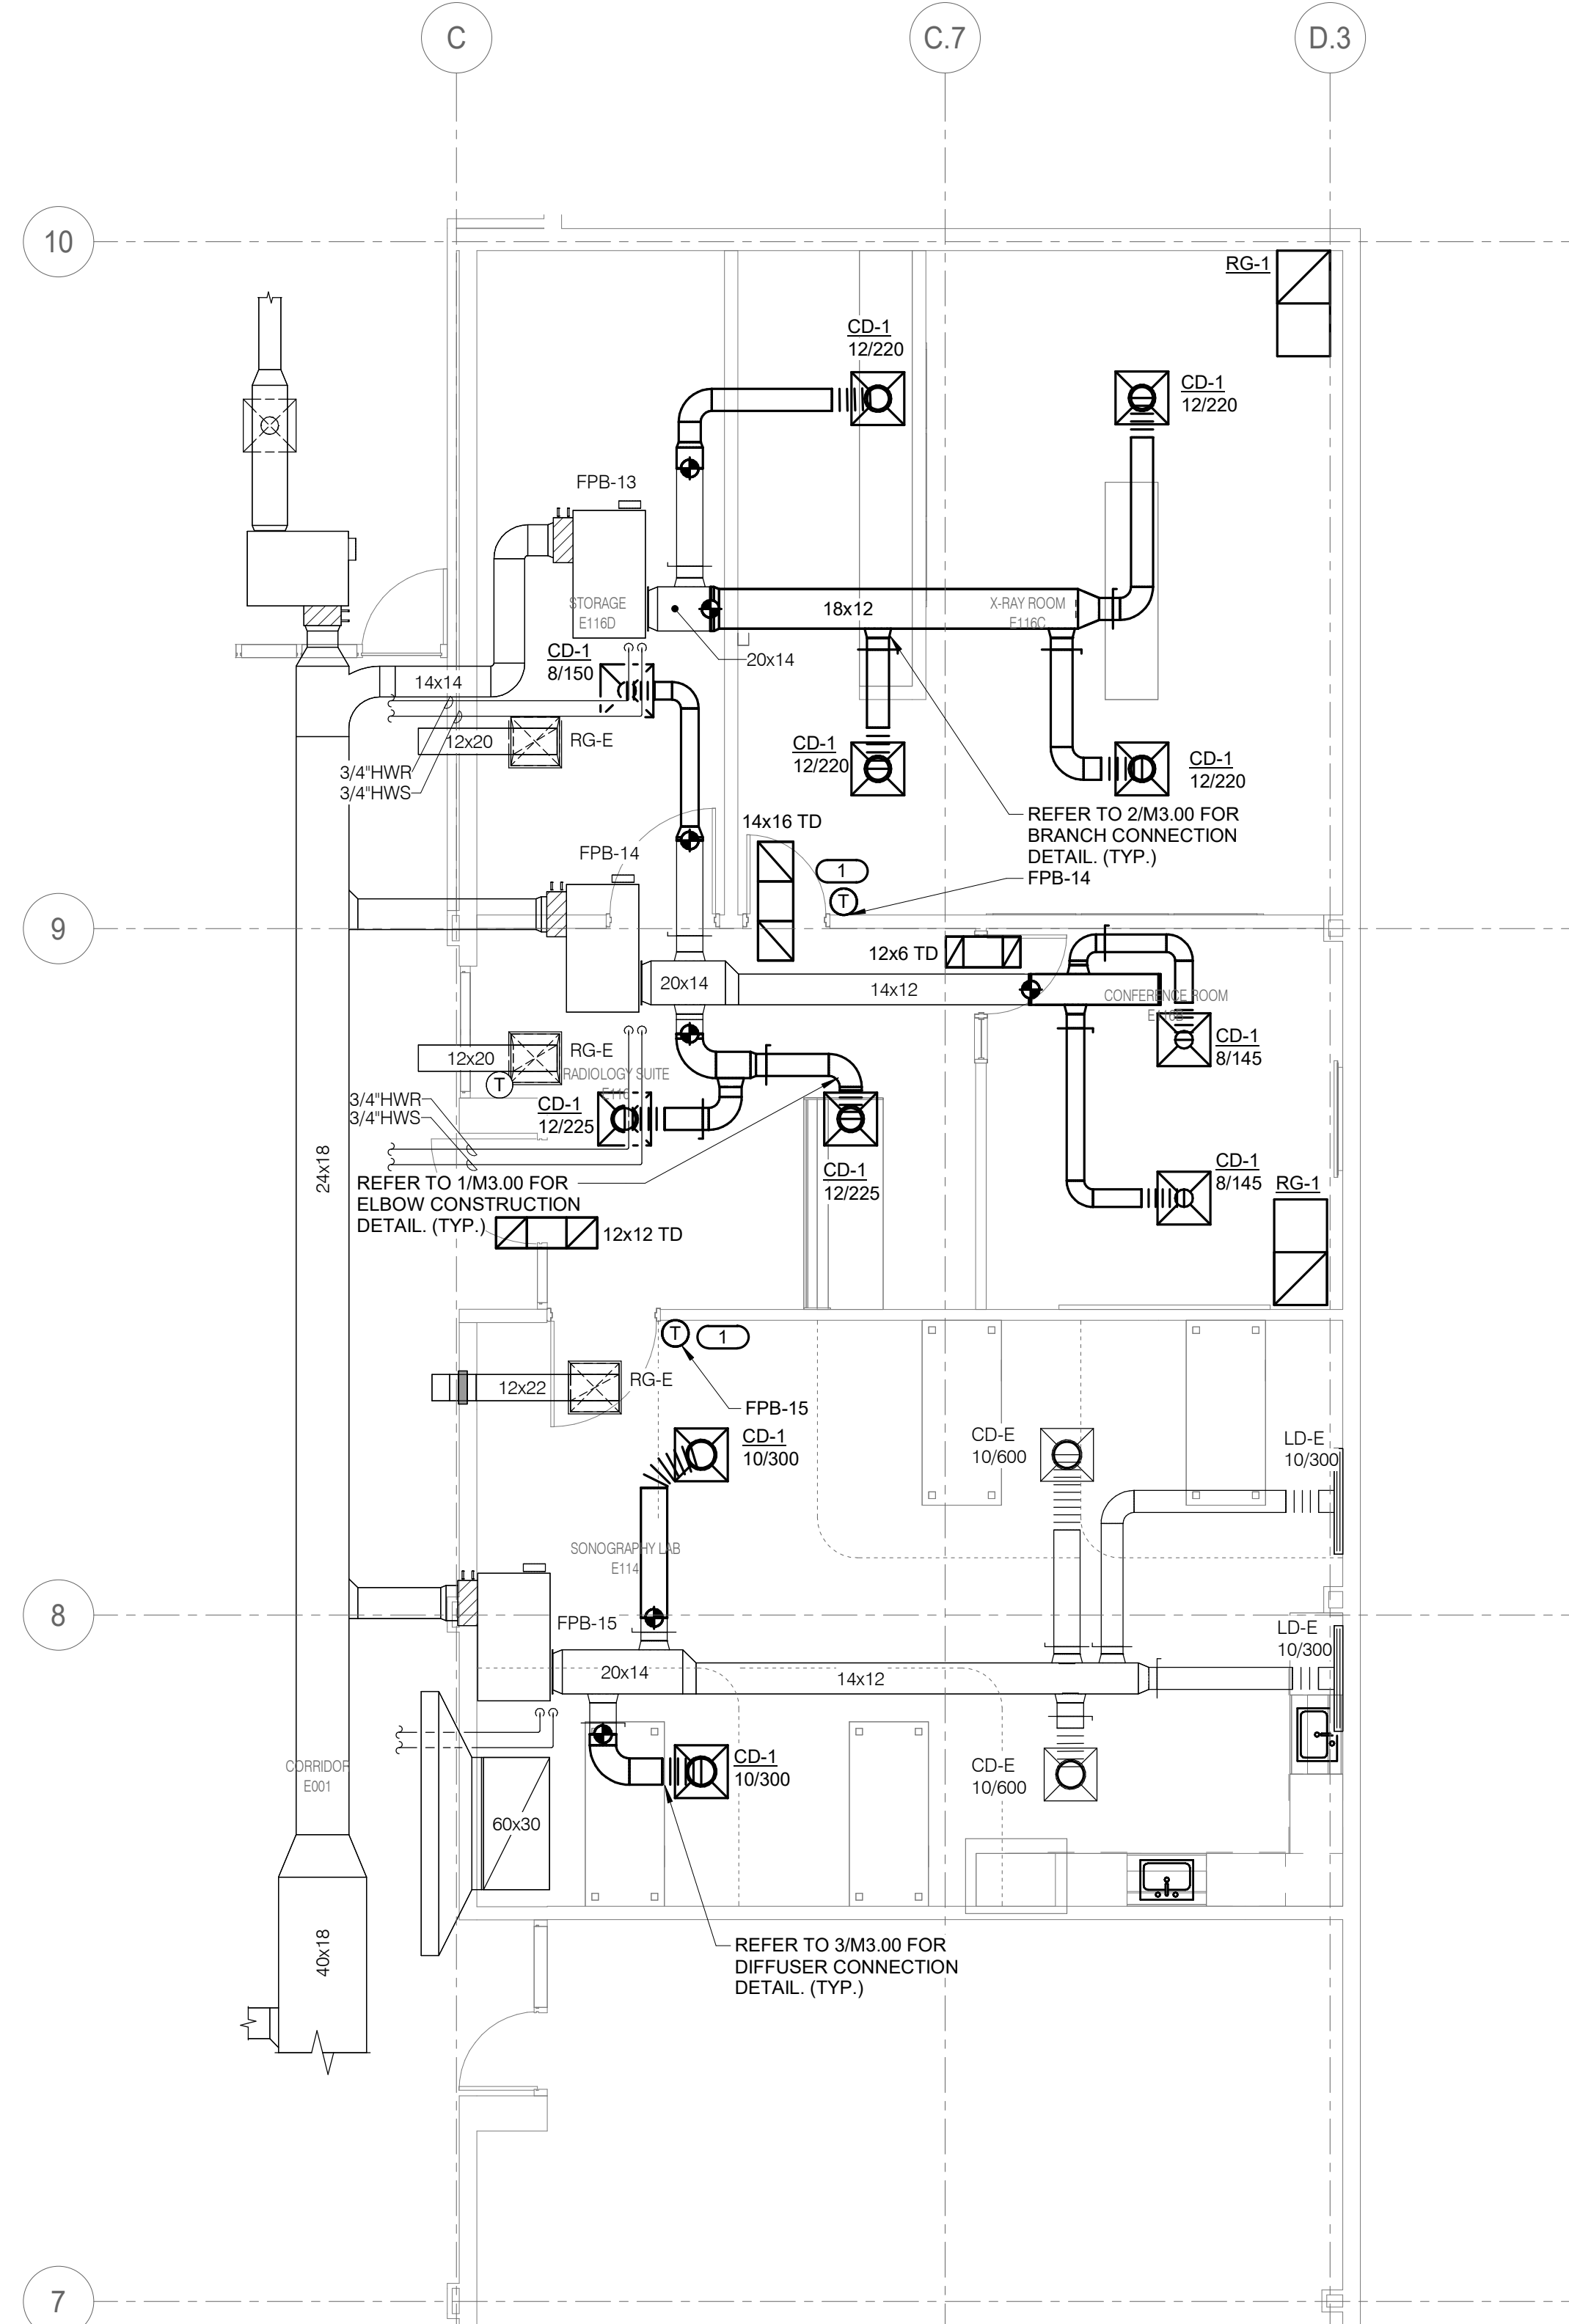 C
C.7
D.3
10
RG-1
CD-1
12/220
CD-1
12/220
FPB-13
STORAGE
E116D
18x12
X-RAY ROOM
E116C
CD-1
8/150
20x14
14x14
12x20
RG-E
CD-1
12/220
CD-1
12/220
3/4"HWR
3/4"HWS
REFER TO 2/M3.00 FOR
BRANCH CONNECTION
DETAIL. (TYP.)
FPB-14
14x16 TD
FPB-14
1
T
9
12x6 TD
20x14
14x12
CONFERENCE ROOM
E116B
CD-1
8/145
12x20
RG-E
T
RADIOLOGY SUITE
3/4"HWR
3/4"HWS
CD-1
12/225
24x18
CD-1
12/225
CD-1
8/145
RG-1
REFER TO 1/M3.00 FOR
ELBOW CONSTRUCTION
DETAIL. (TYP.)
12x12 TD
T
1
12x22
RG-E
FPB-15
CD-1
10/300
CD-E
10/600
LD-E
10/300
SONOGRAPHY LAB
E114
8
FPB-15
LD-E
10/300
20x14
14x12
CORRIDOR
E001
CD-1
10/300
CD-E
10/600
60x30
40x18
REFER TO 3/M3.00 FOR
DIFFUSER CONNECTION
DETAIL. (TYP.)
7